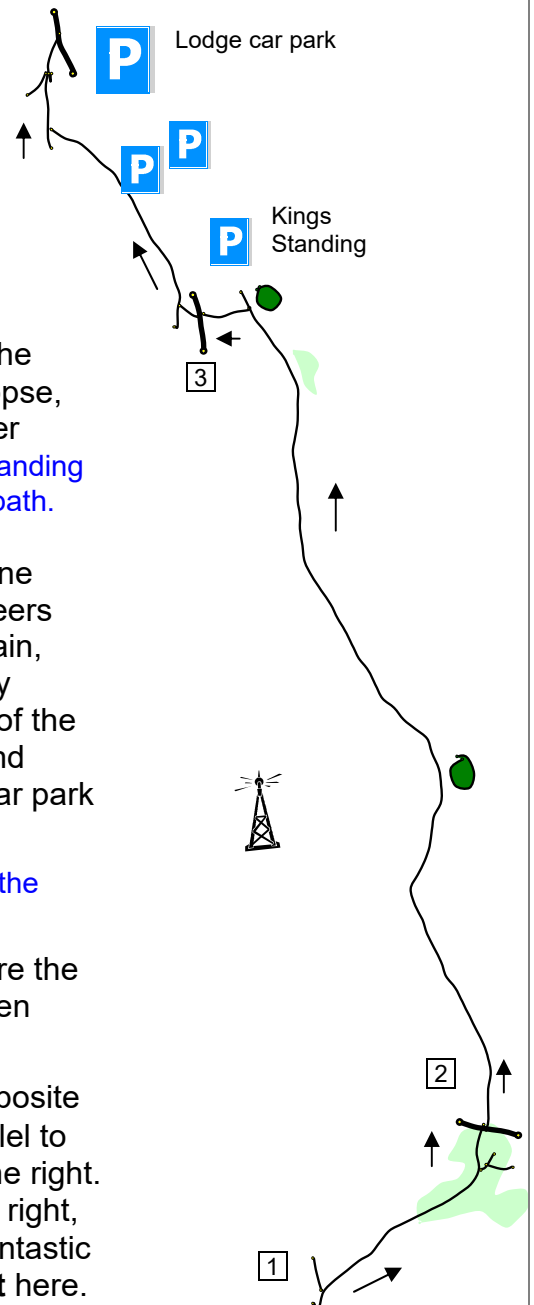 P
Lodge car park
P
P
P
Kings
Standing
3
he
pse,
er
anding
path.
ne
eers
ain,
y
of the
nd
ar park
the
re the
en
2
posite
lel to
he right.
right,
ntastic
t here.
1